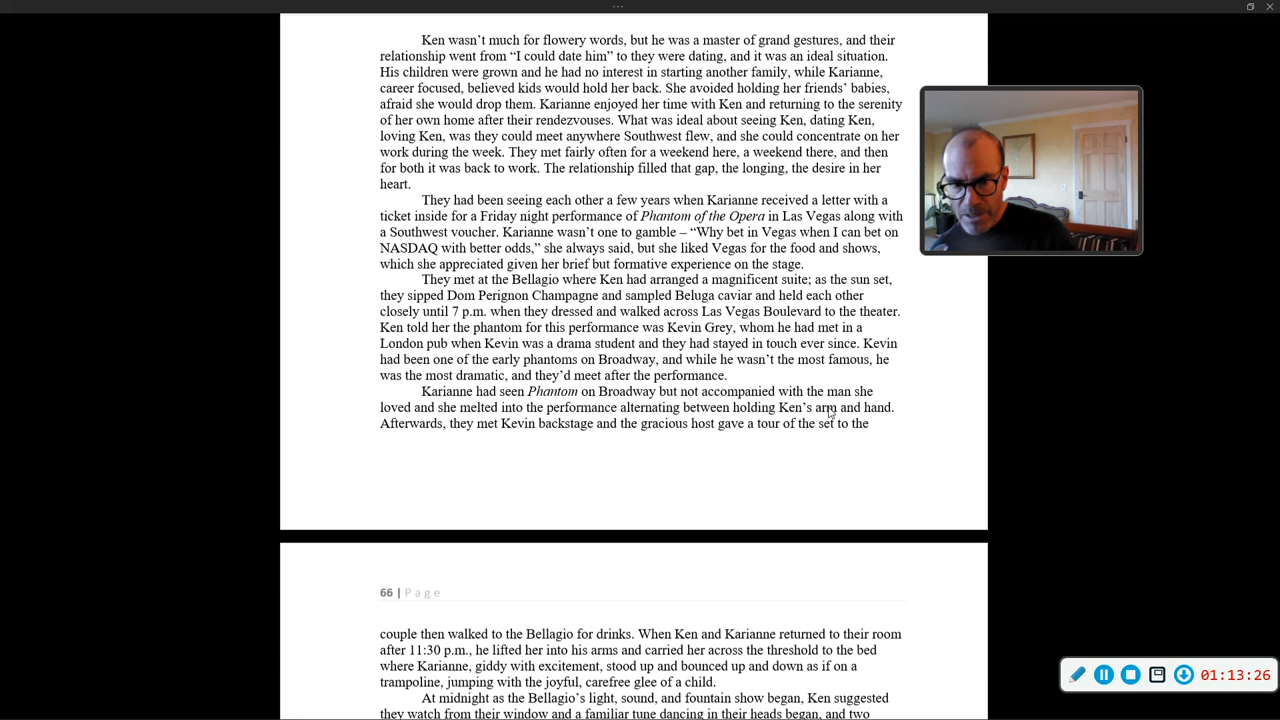 Ken wasn’t much for flowery words, but he was a master of grand gestures, and their
relationship went from “I could date him” to they were dating, and it was an ideal situation.
His children were grown and he had no interest in starting another family, while Karianne,
career focused, believed kids would hold her back. She avoided holding her friends’ babies,
afraid she would drop them. Karianne enjoyed her time with Ken and returning to the serenity
of her own home after their rendezvouses. What was ideal about seeing Ken, dating Ken,
loving Ken, was they could meet anywhere Southwest flew, and she could concentrate on her
work during the week. They met fairly often for a weekend here, a weekend there, and then
for both it was back to work. The relationship filled that gap, the longing, the desire in her
heart.
They had been seeing each other a few years when Karianne received a letter with a
ticket inside for a Friday night performance of Phantom of the Opera in Las Vegas along with
a Southwest voucher. Karianne wasn’t one to gamble – “Why bet in Vegas when I can bet on
NASDAQ with better odds,” she always said, but she liked Vegas for the food and shows,
which she appreciated given her brief but formative experience on the stage.
They met at the Bellagio where Ken had arranged a magnificent suite; as the sun set,
they sipped Dom Perignon Champagne and sampled Beluga caviar and held each other
closely until 7 p.m. when they dressed and walked across Las Vegas Boulevard to the theater.
Ken told her the phantom for this performance was Kevin Grey, whom he had met in a
London pub when Kevin was a drama student and they had stayed in touch ever since. Kevin
had been one of the early phantoms on Broadway, and while he wasn’t the most famous, he
was the most dramatic, and they’d meet after the performance.
Karianne had seen Phantom on Broadway but not accompanied with the man she
loved and she melted into the performance alternating between holding Ken’s arm and hand.
Afterwards, they met Kevin backstage and the gracious host gave a tour of the set to the
66 | Page
couple then walked to the Bellagio for drinks. When Ken and Karianne returned to their room
after 11:30 p.m., he lifted her into his arms and carried her across the threshold to the bed
where Karianne, giddy with excitement, stood up and bounced up and down as if on a
trampoline, jumping with the joyful, carefree glee of a child.
At midnight as the Bellagio’s light, sound, and fountain show began, Ken suggested
they watch from their window and a familiar tune dancing in their heads began, and two
01:13:26